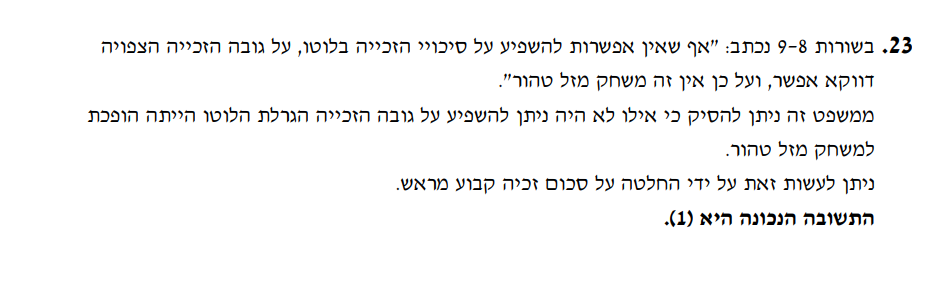 23. בשורות 8–9 נכתב: "אף שאין אפשרות להשפיע על סיכויי הזכייה בלוטו, על גובה הזכייה הצפויה
דווקא אפשר, ועל כן אין זה משחק מזל טהור".
ממשפט זה ניתן להסיק כי אילו לא היה ניתן להשפיע על גובה הזכייה הגרלת הלוטו הייתה הופכת
למשחק מזל טהור.
ניתן לעשות זאת על ידי החלטה על סכום זכיה קבוע מראש.
התשובה הנכונה היא (1).